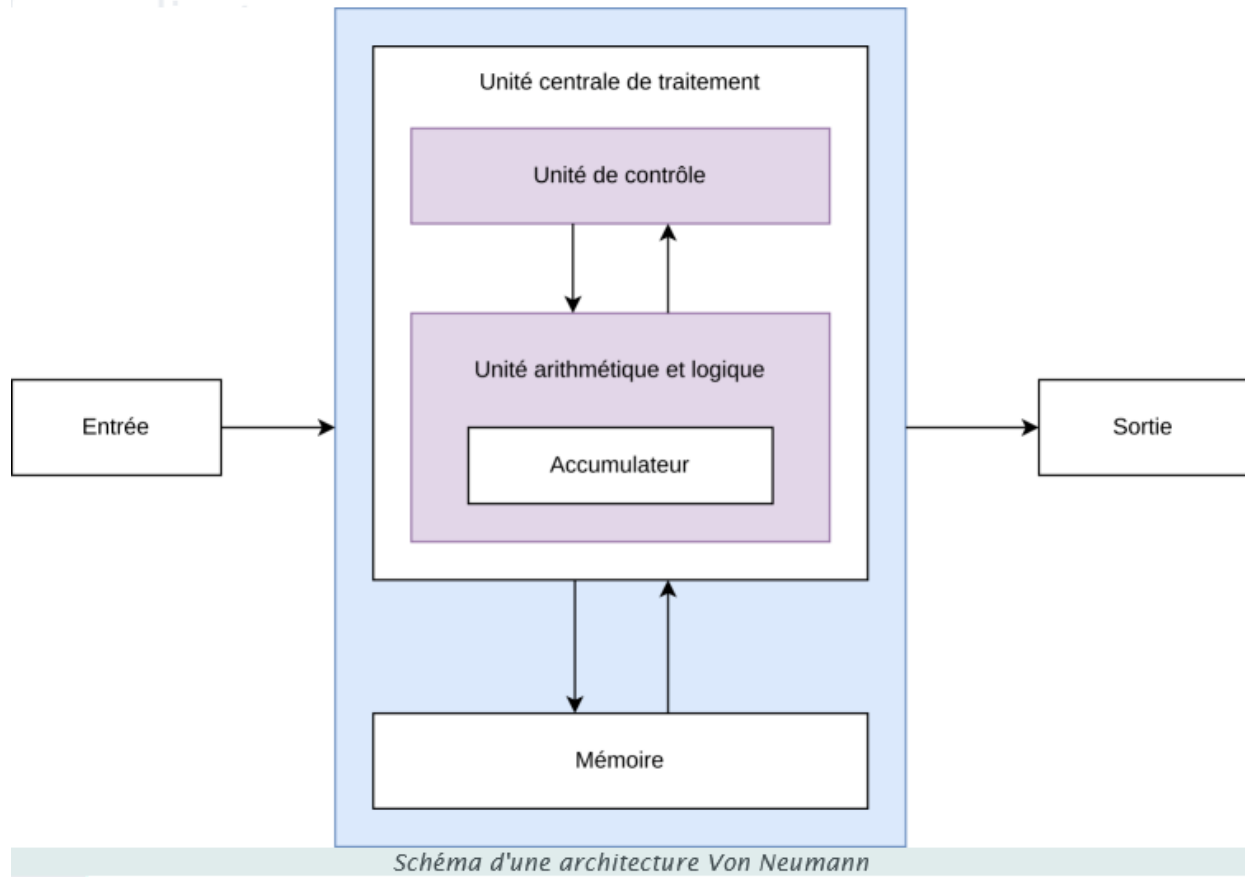 Unité centrale de traitement
Unité de contrôle
Unité arithmétique et logique
Entrée
Accumulateur
Sortie
Mémoire
Schéma d'une architecture Von Neumann